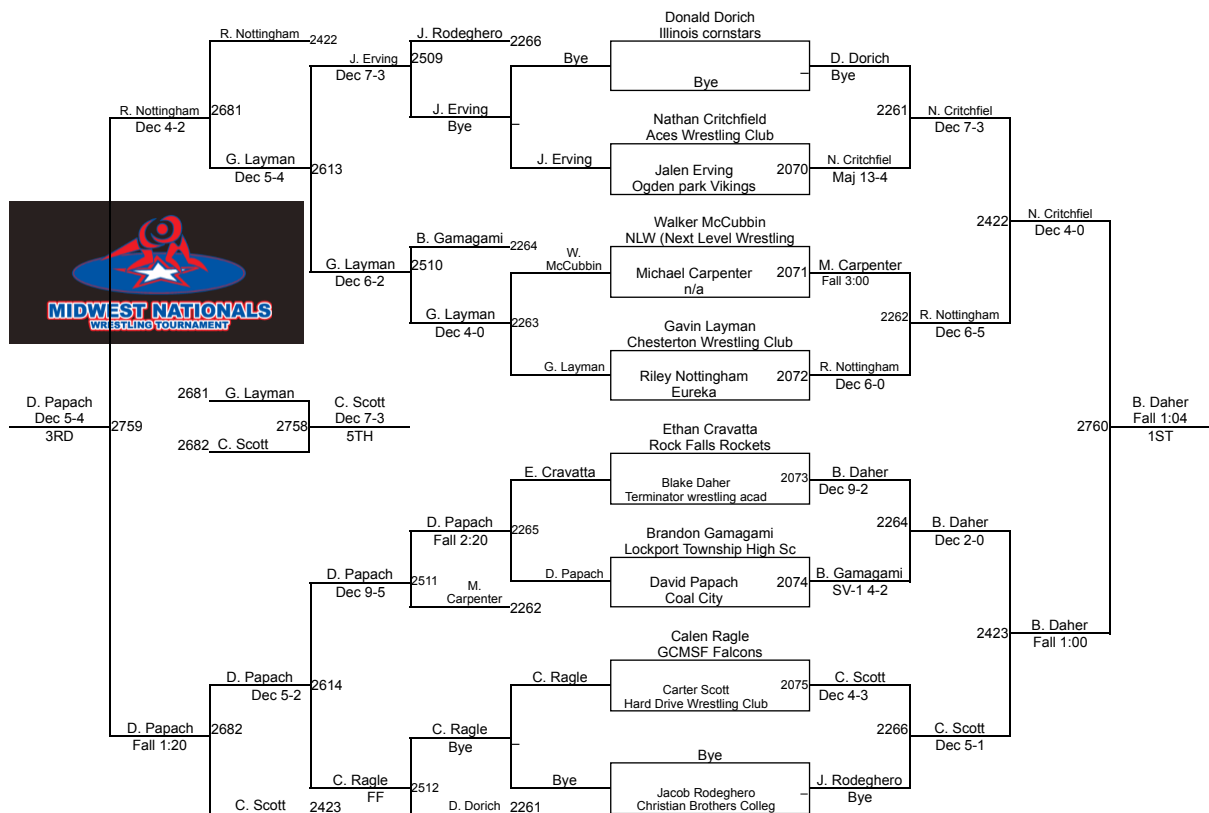 Donald Dorich
Illinois cornstars
R. Nottingham
2422
J. Rodeghero
2266
J. Erving
2509
Dec 7-3
Bye
Bye
_
D. Dorich
Bye
R. Nottingham
2681
Dec 4-2
J. Erving
Bye
_
2261
N. Critchfiel
Dec 7-3
Nathan Critchfield
Aces Wrestling Club
G. Layman
Dec 5-4
2613
J. Erving
Jalen Erving
2070
Ogden park Vikings
N. Critchfiel
Maj 13-4
Walker McCubbin
NLW (Next Level Wrestling
2422
N. Critchfiel
Dec 4-0
B. Gamagami
2264
G. Layman
2510
Dec 6-2
W.
McCubbin
Michael Carpenter
2071
n/a
M. Carpenter
Fall 3:00
MIDWEST NATIONALS
WRESTLING TOURNAMENT
G. Layman
Dec 4-0
2263
Gavin Layman
Chesterton Wrestling Club
2262
R. Nottingham
Dec 6-5
G. Layman
Riley Nottingham
2072
Eureka
R. Nottingham
Dec 6-0
2681
G. Layman
D. Papach
Dec 5-4
3RD
2759
2758
C. Scott
Dec 7-3
5TH
2682
C. Scott
2760
B. Daher
Fall 1:04
1ST
Ethan Cravatta
Rock Falls Rockets
E. Cravatta
Blake Daher
2073
Terminator wrestling acad
B. Daher
Dec 9-2
D. Papach
Fall 2:20
2265
Brandon Gamagami
Lockport Township High Sc
2264
B. Daher
Dec 2-0
D. Papach
Dec 9-5
2511
M.
Carpenter
2262
D. Papach
David Papach
2074
Coal City
B. Gamagami
SV-1 4-2
2423
B. Daher
Fall 1:00
Calen Ragle
GCMSF Falcons
D. Papach
Dec 5-2
2614
C. Ragle
Carter Scott
2075
Hard Drive Wrestling Club
C. Scott
Dec 4-3
D. Papach
Fall 1:20
2682
C. Ragle
Bye
_
2266
C. Scott
Dec 5-1
Bye
C. Ragle
FF
2512
Bye
Jacob Rodeghero
_
Christian Brothers Colleg
J. Rodeghero
Bye
C. Scott
2423
D. Dorich
2261